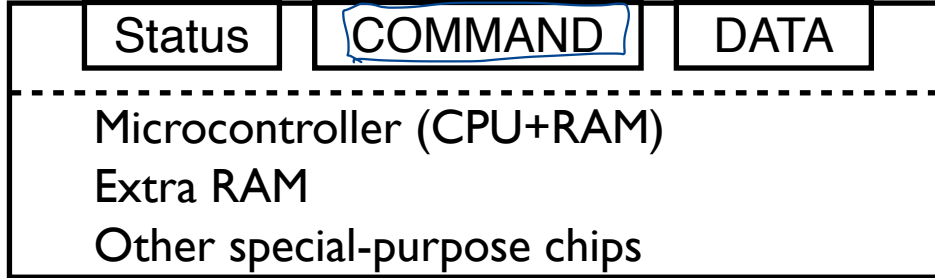 Status COMMAND DATA
Microcontroller (CPU+RAM)
Extra RAM
Other special-purpose chips